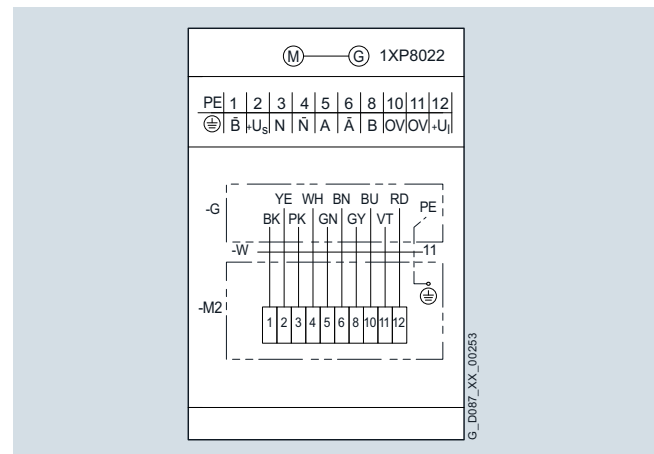 M G 1XP8022
PE 1 2 3 4 5 6 8 10 11 12
B̄ +Us N N̄ A Ā B OV OV +UI
YE WH BN BU RD
-G BK PK GN GY VT PE
-W 11
-M2
1 2 3 4 5 6 8 10 11 12
G_D087_XX_00253